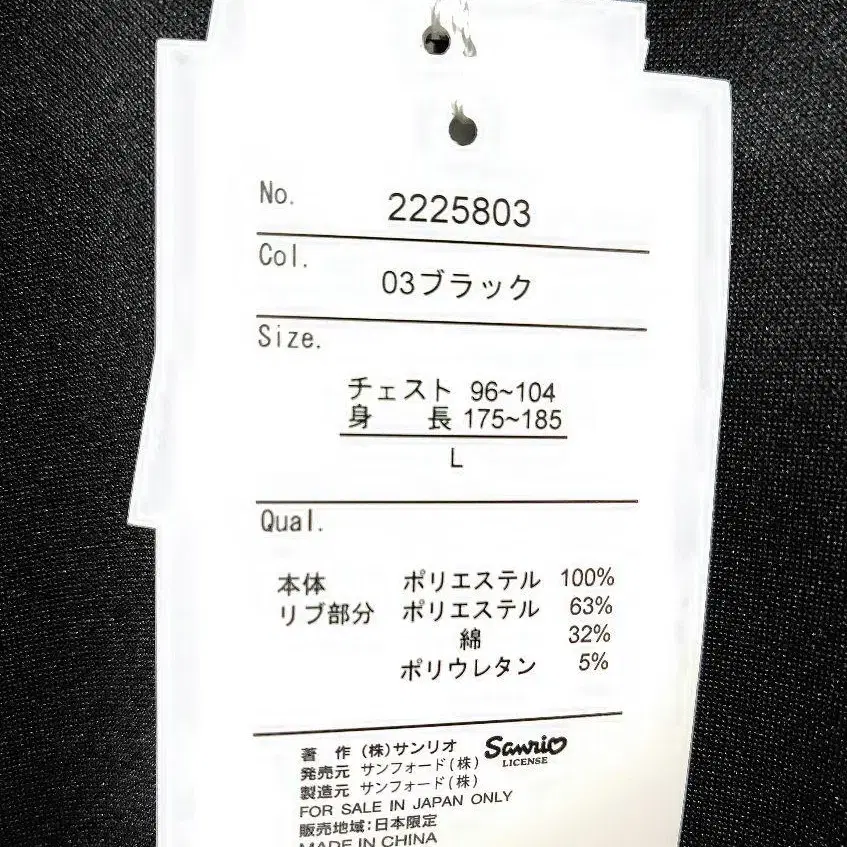 No.
2225803
Col.
03ブラック
Size.
チェスト 96~104
身 長 175~185
L
Qual.
本体 ポリエステル 100%
リブ部分 ポリエステル 63%
綿 32%
ポリウレタン 5%
著 作 (株)サンリオ
Sanrio
LICENSE
発売元 サンフォード(株)
製造元 サンフォード(株)
FOR SALE IN JAPAN ONLY
販売地域:日本限定
MADE IN CHINA